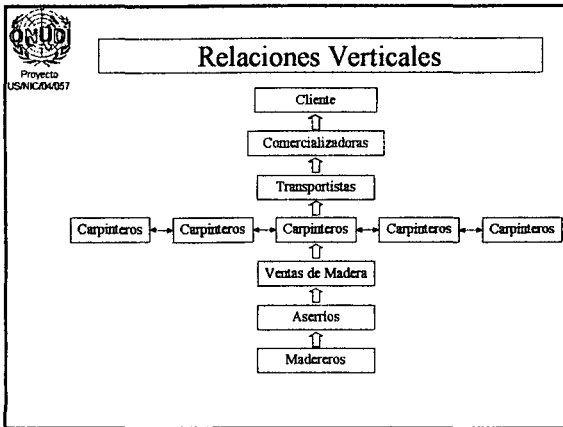 ONUDI
Proyecto
US/NIC/04/057
Relaciones Verticales
Cliente
Comercializadoras
Transportistas
Carpinteros Carpinteros Carpinteros Carpinteros Carpinteros
Ventas de Madera
Aserríos
Madereros